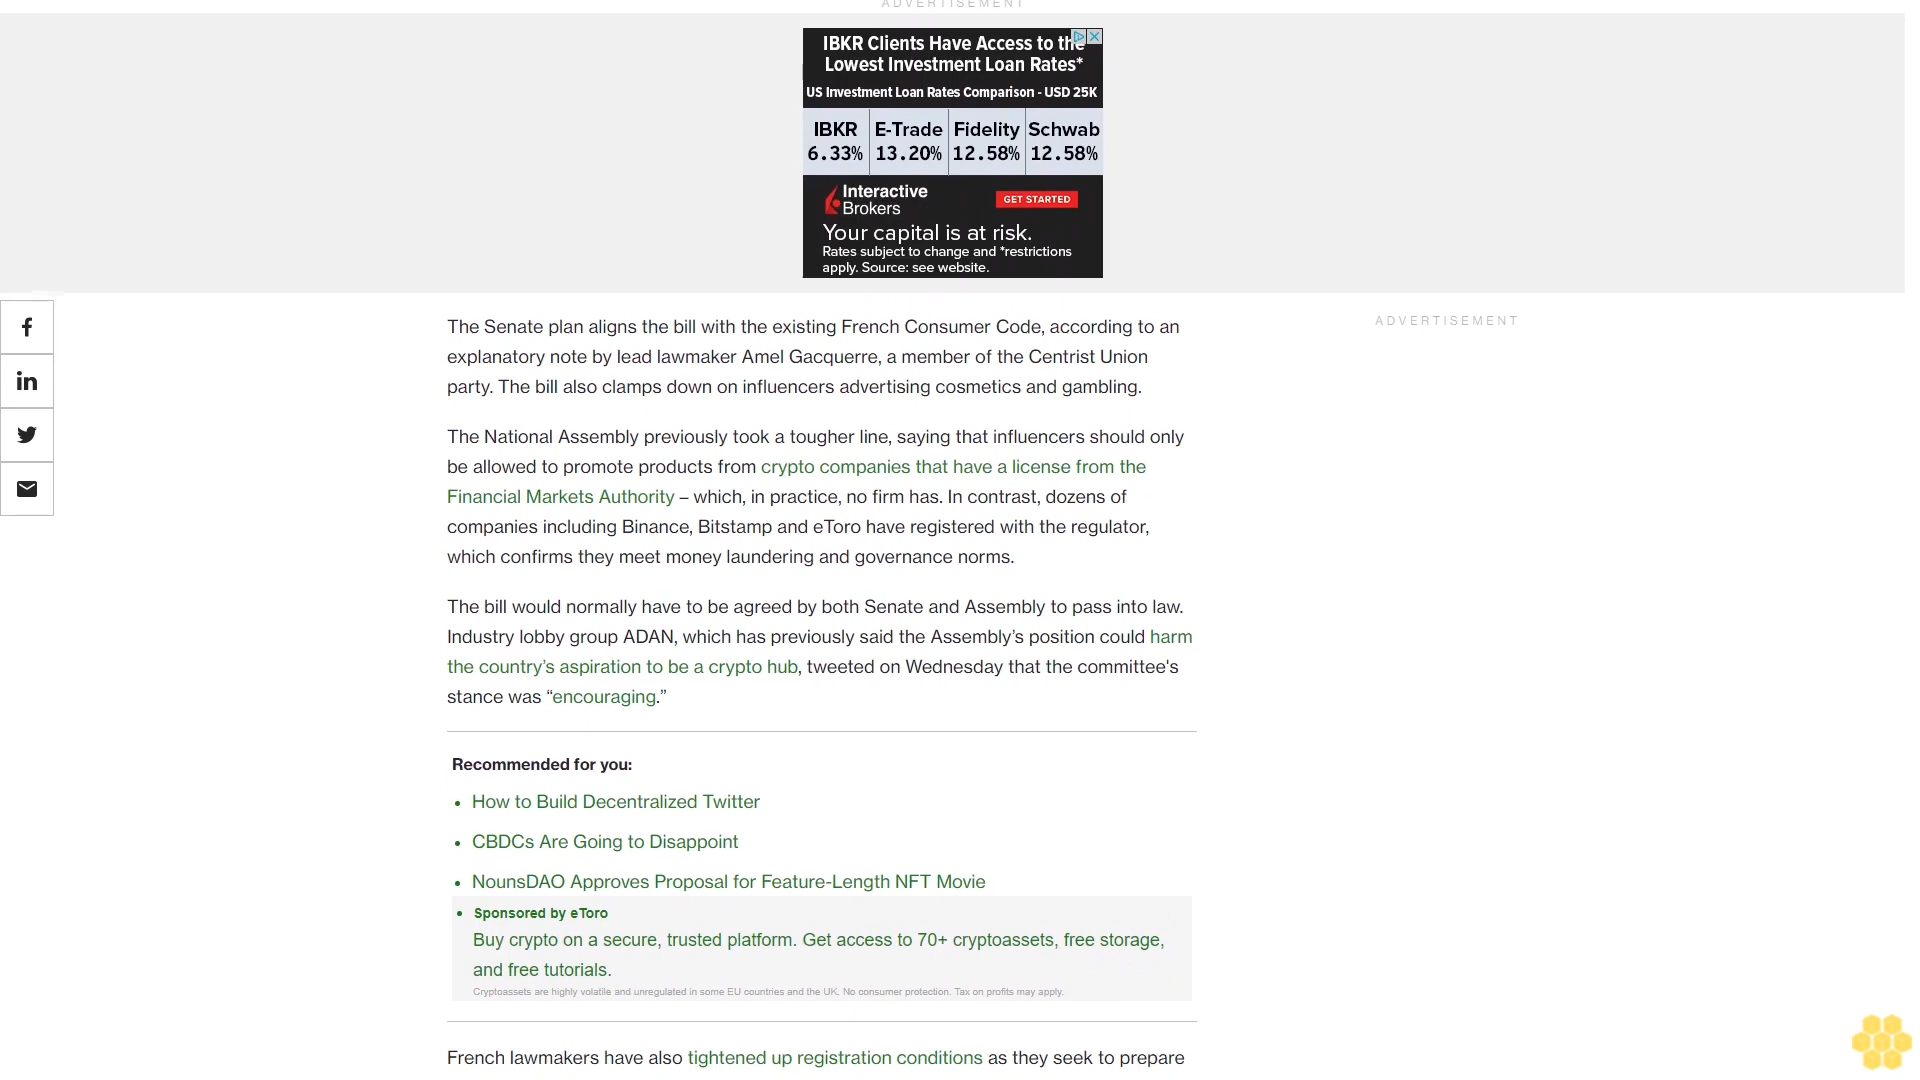 ADVERTISEMENT
IBKR Clients Have Access to the
Lowest Investment Loan Rates*
US Investment Loan Rates Comparison - USD 25K
IBKR E-Trade Fidelity Schwab
6.33% 13.20% 12.58% 12.58%
Interactive
Brokers
GET STARTED
Your capital is at risk.
Rates subject to change and *restrictions
apply. Source: see website.
The Senate plan aligns the bill with the existing French Consumer Code, according to an
explanatory note by lead lawmaker Amel Gacquerre, a member of the Centrist Union
party. The bill also clamps down on influencers advertising cosmetics and gambling.
ADVERTISEMENT
The National Assembly previously took a tougher line, saying that influencers should only
be allowed to promote products from crypto companies that have a license from the
Financial Markets Authority – which, in practice, no firm has. In contrast, dozens of
companies including Binance, Bitstamp and eToro have registered with the regulator,
which confirms they meet money laundering and governance norms.
The bill would normally have to be agreed by both Senate and Assembly to pass into law.
Industry lobby group ADAN, which has previously said the Assembly’s position could harm
the country’s aspiration to be a crypto hub, tweeted on Wednesday that the committee's
stance was “encouraging.”
Recommended for you:
• How to Build Decentralized Twitter
• CBDCs Are Going to Disappoint
• NounsDAO Approves Proposal for Feature-Length NFT Movie
• Sponsored by eToro
Buy crypto on a secure, trusted platform. Get access to 70+ cryptoassets, free storage,
and free tutorials.
Cryptoassets are highly volatile and unregulated in some EU countries and the UK. No consumer protection. Tax on profits may apply.
French lawmakers have also tightened up registration conditions as they seek to prepare